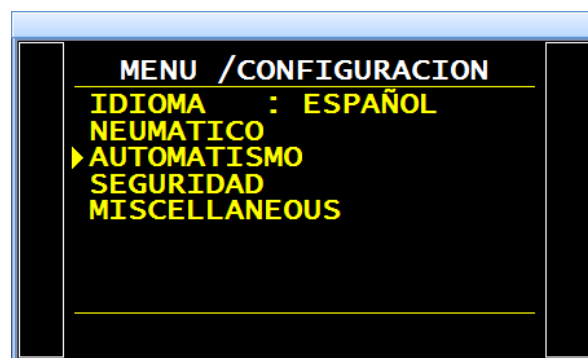 MENU /CONFIGURACION
IDIOMA : ESPAÑOL
NEUMATICO
AUTOMATISMO
SEGURIDAD
MISCELLANEOUS